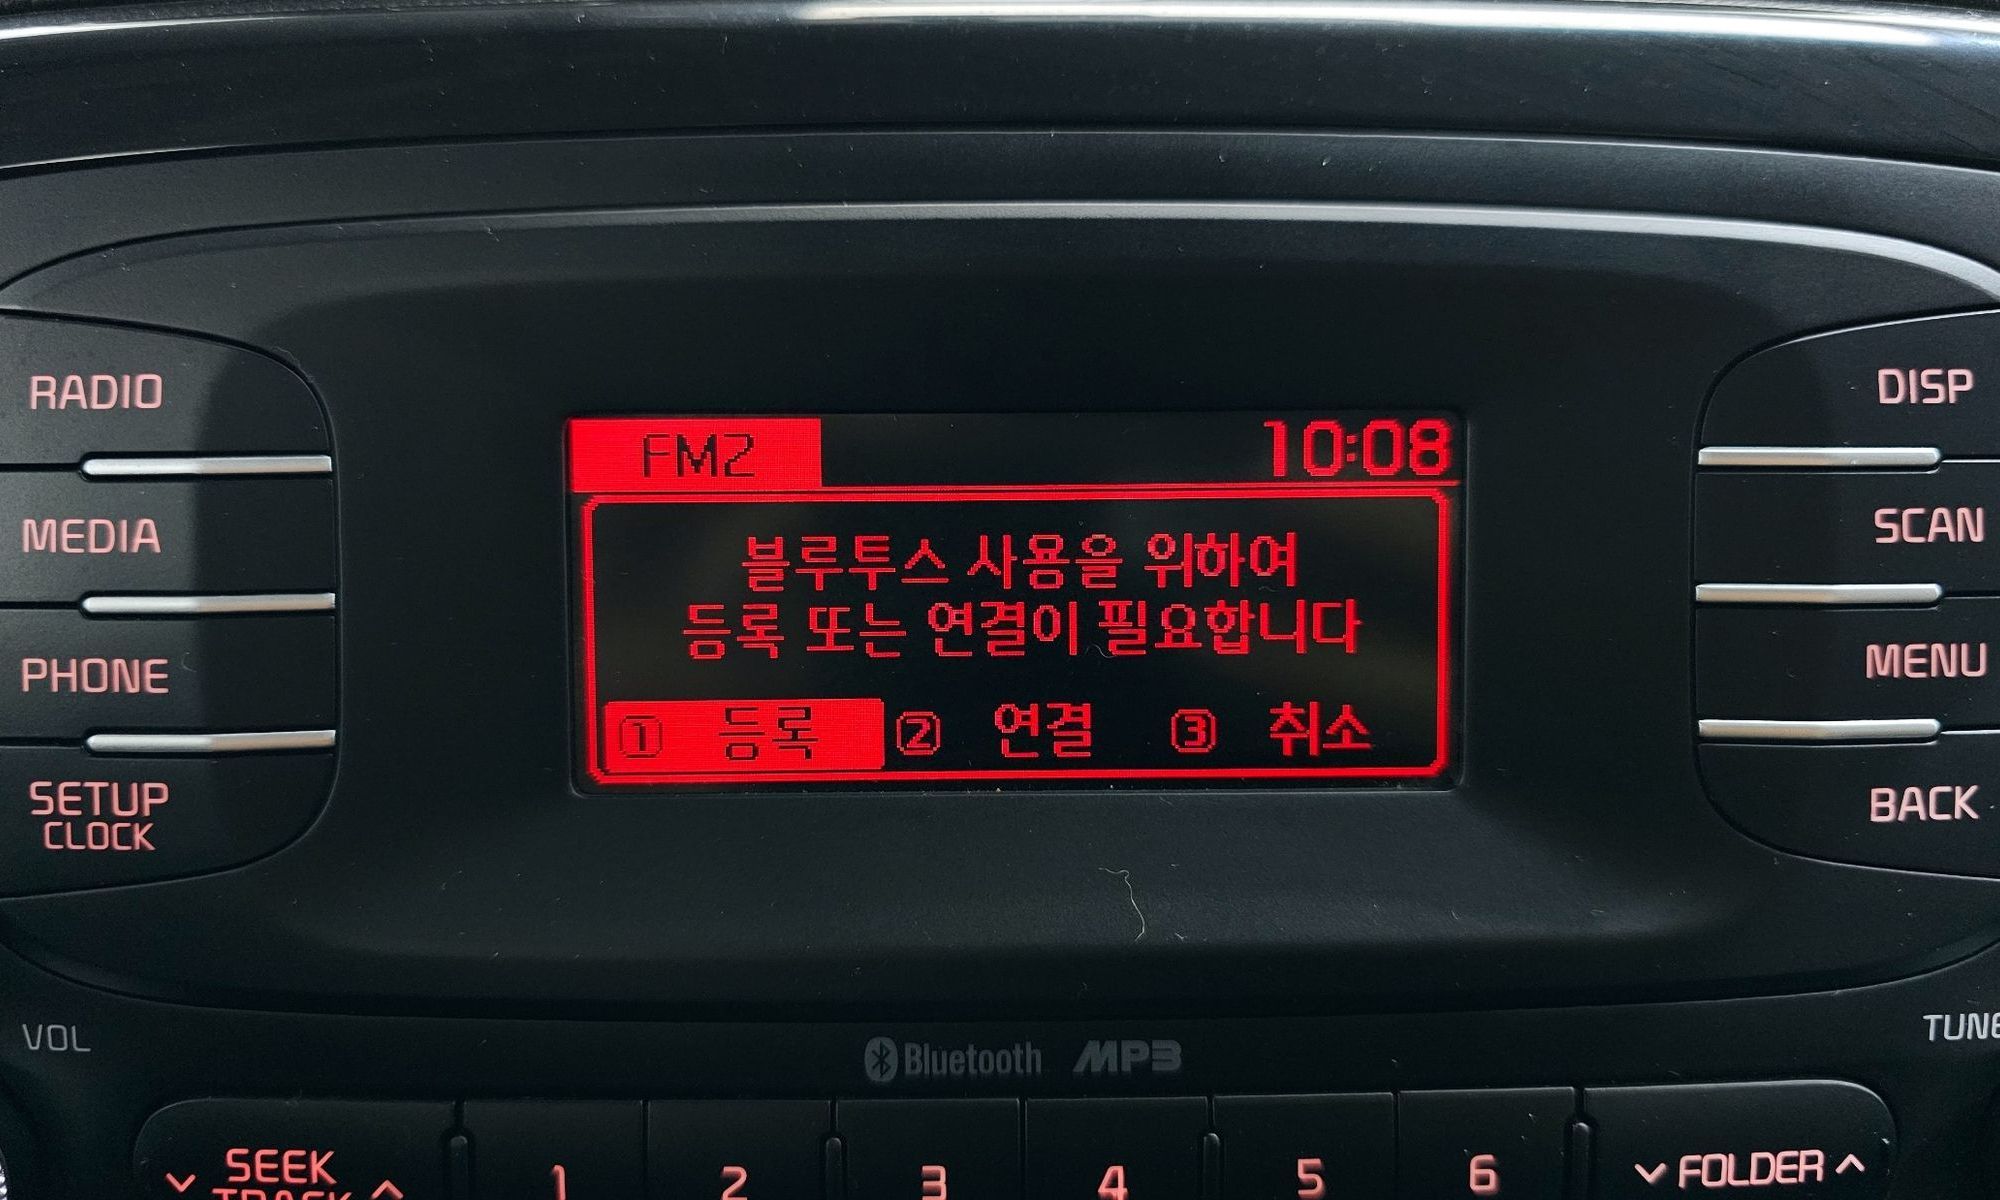 RADIO
MEDIA
PHONE
SETUP
CLOCK
FM2 10:08
블루투스 사용을 위하여
등록 또는 연결이 필요합니다
① 등록 ② 연결 ③ 취소
DISP
SCAN
MENU
BACK
VOL
Bluetooth MP3
TUNE
SEEK
TRACK
1 2 3 4 5 6
FOLDER